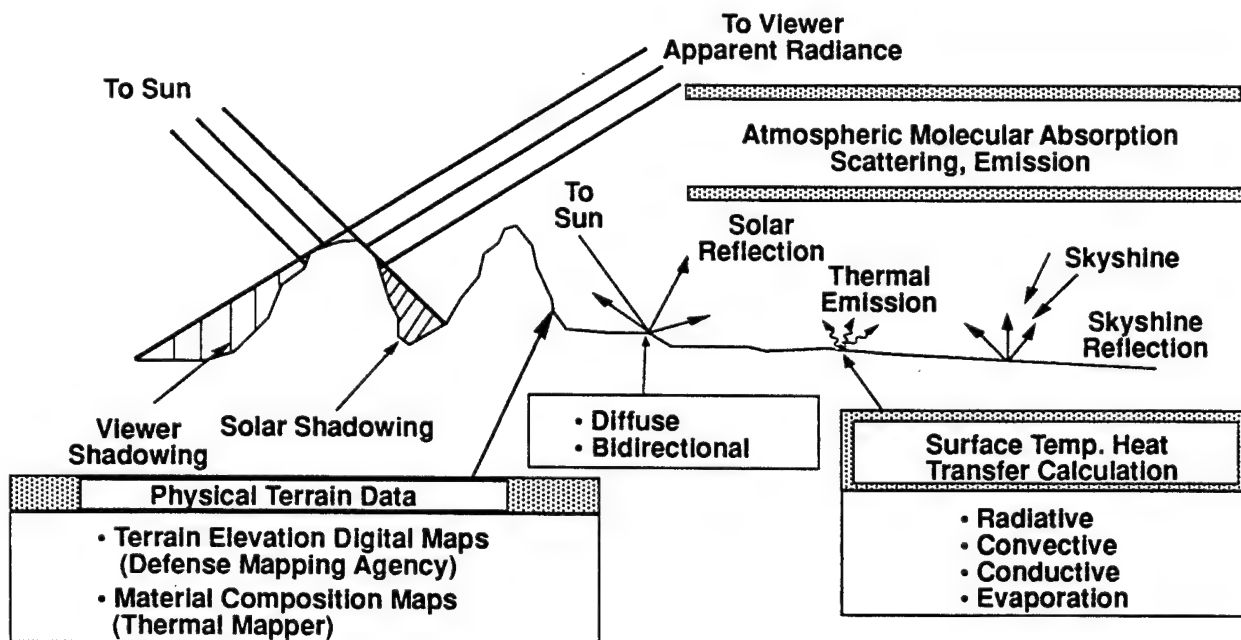 To Viewer
Apparent Radiance
To Sun
Atmospheric Molecular Absorption
Scattering, Emission
To
Sun
Solar
Reflection
Thermal
Emission
Skyshine
Skyshine
Reflection
Viewer
Shadowing
Solar Shadowing
• Diffuse
• Bidirectional
Surface Temp. Heat
Transfer Calculation
• Radiative
• Convective
• Conductive
• Evaporation
Physical Terrain Data
• Terrain Elevation Digital Maps
(Defense Mapping Agency)
• Material Composition Maps
(Thermal Mapper)